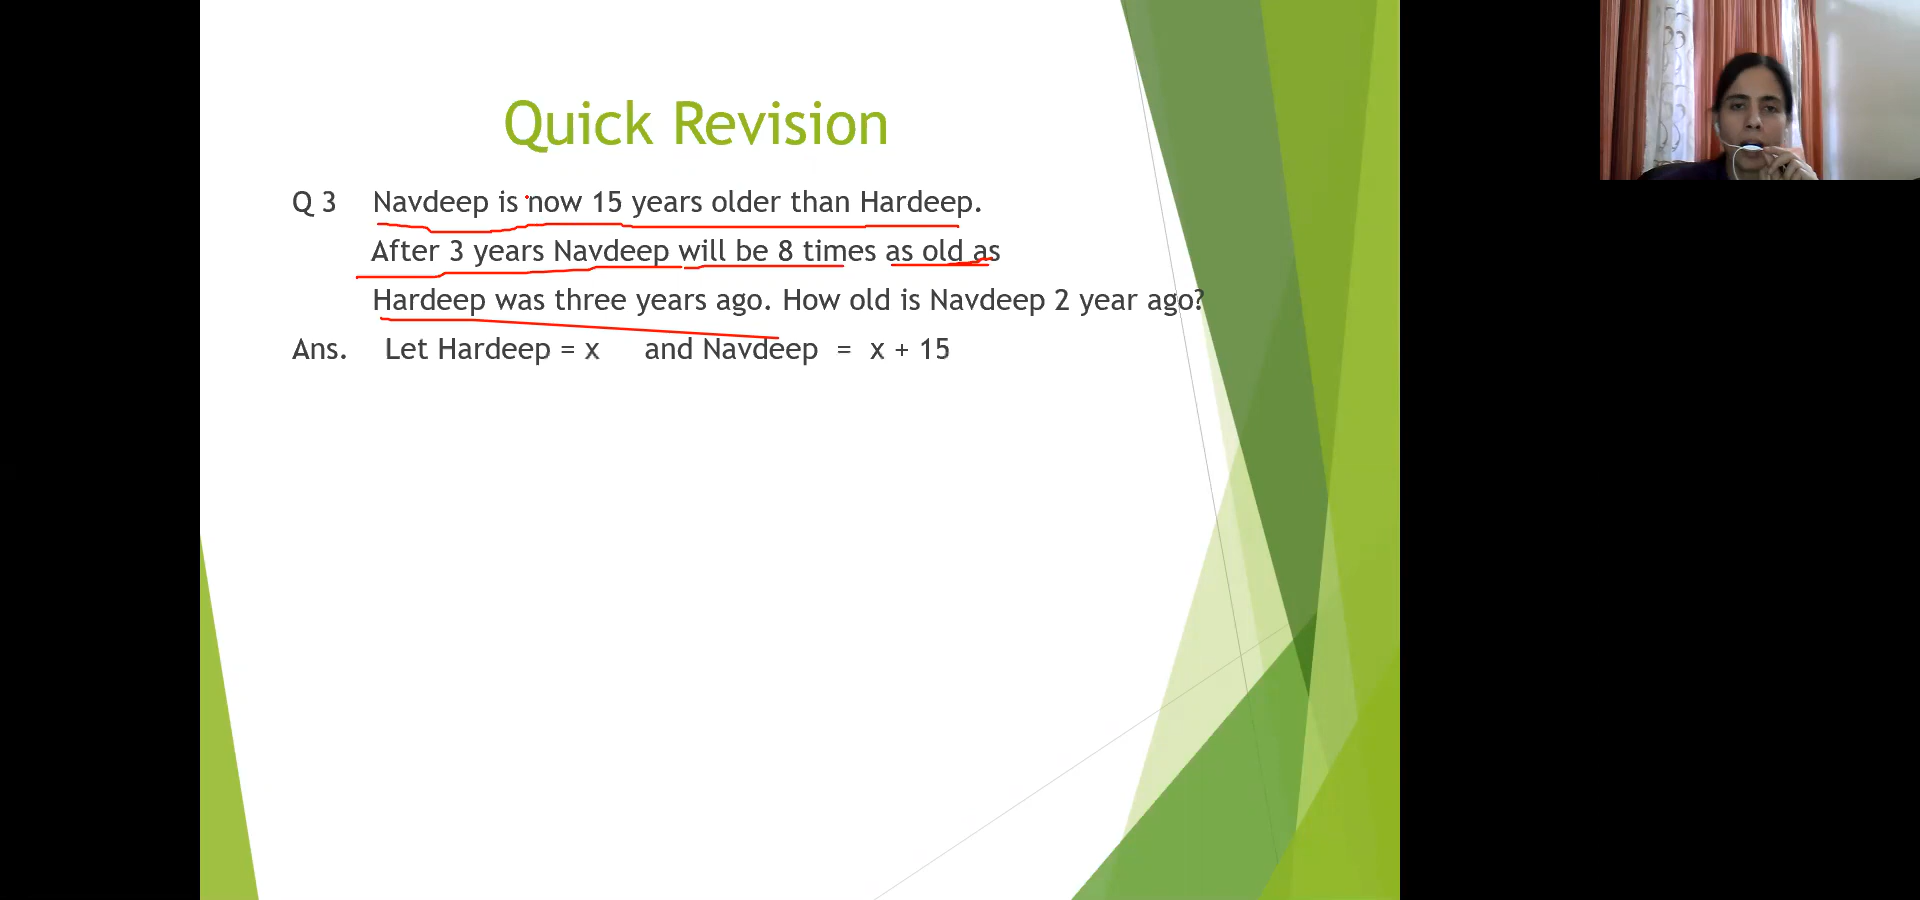 Quick Revision
Q 3 Navdeep is now 15 years older than Hardeep.
After 3 years Navdeep will be 8 times as old as
Hardeep was three years ago. How old is Navdeep 2 year ago?
Ans. Let Hardeep = x and Navdeep = x + 15